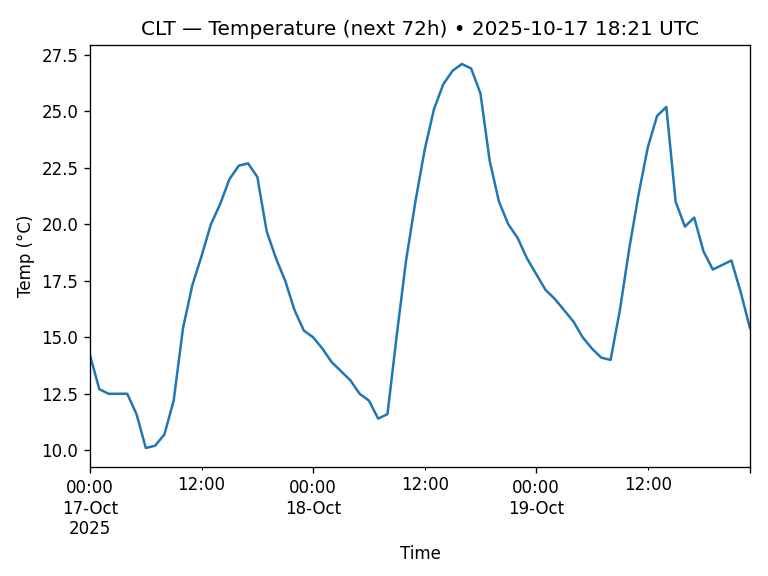 CLT — Temperature (next 72h) • 2025-10-17 18:21 UTC
27.5
25.0
22.5
20.0
17.5
15.0
12.5
10.0
Temp (°C)
00:00 12:00 00:00 12:00 00:00 12:00
17-Oct 18-Oct 19-Oct
2025
Time